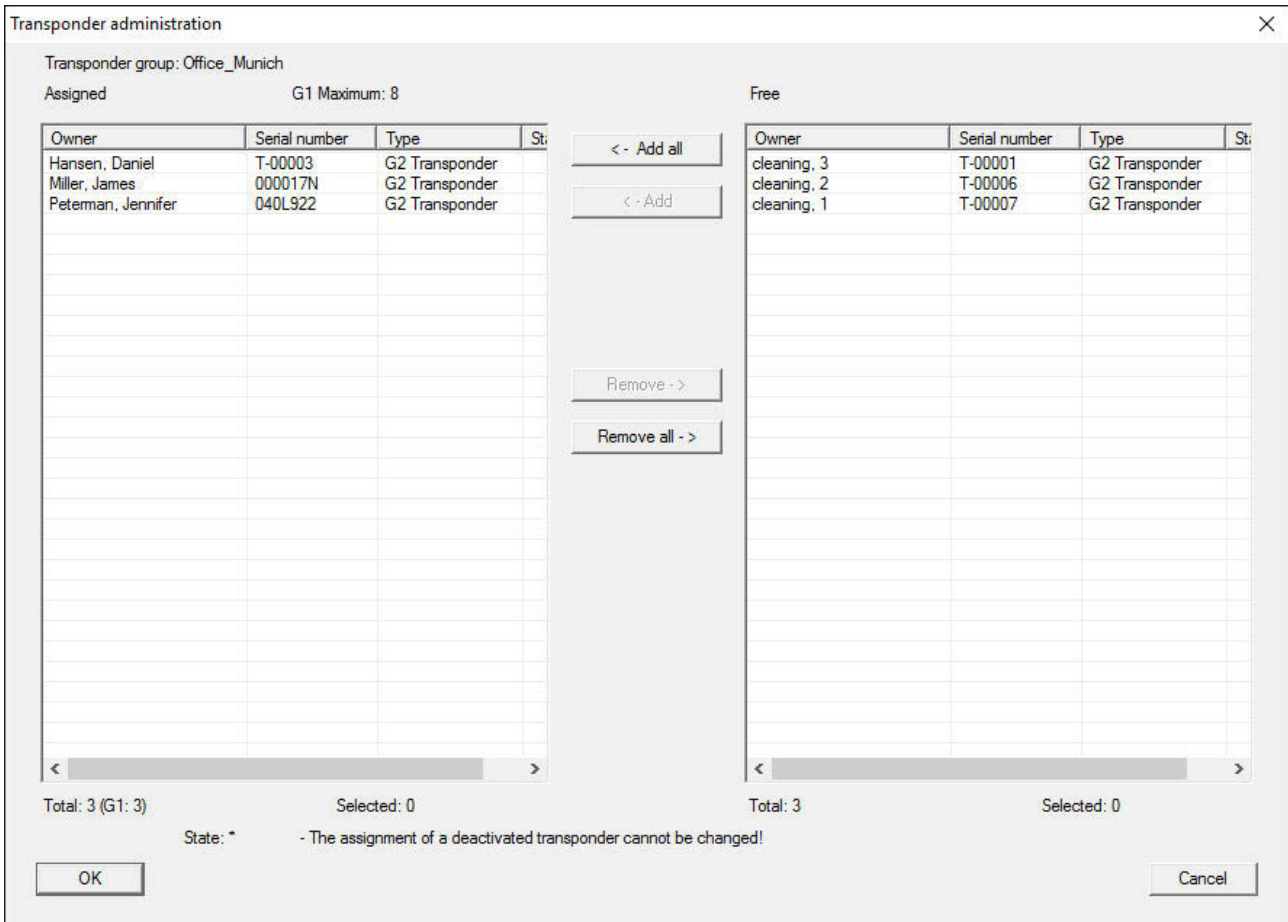 Transponder administration
Transponder group: Office_Munich
Assigned G1 Maximum: 8 Free
Owner Serial number Type Sta
Hansen, Daniel T-00003 G2 Transponder
Miller, James 000017N G2 Transponder
Peterman, Jennifer 040L922 G2 Transponder
<- Add all
<- Add
Remove ->
Remove all ->
Owner Serial number Type Sta
cleaning, 3 T-00001 G2 Transponder
cleaning, 2 T-00006 G2 Transponder
cleaning, 1 T-00007 G2 Transponder
Total: 3 (G1: 3) Selected: 0 Total: 3 Selected: 0
State: * - The assignment of a deactivated transponder cannot be changed!
OK Cancel